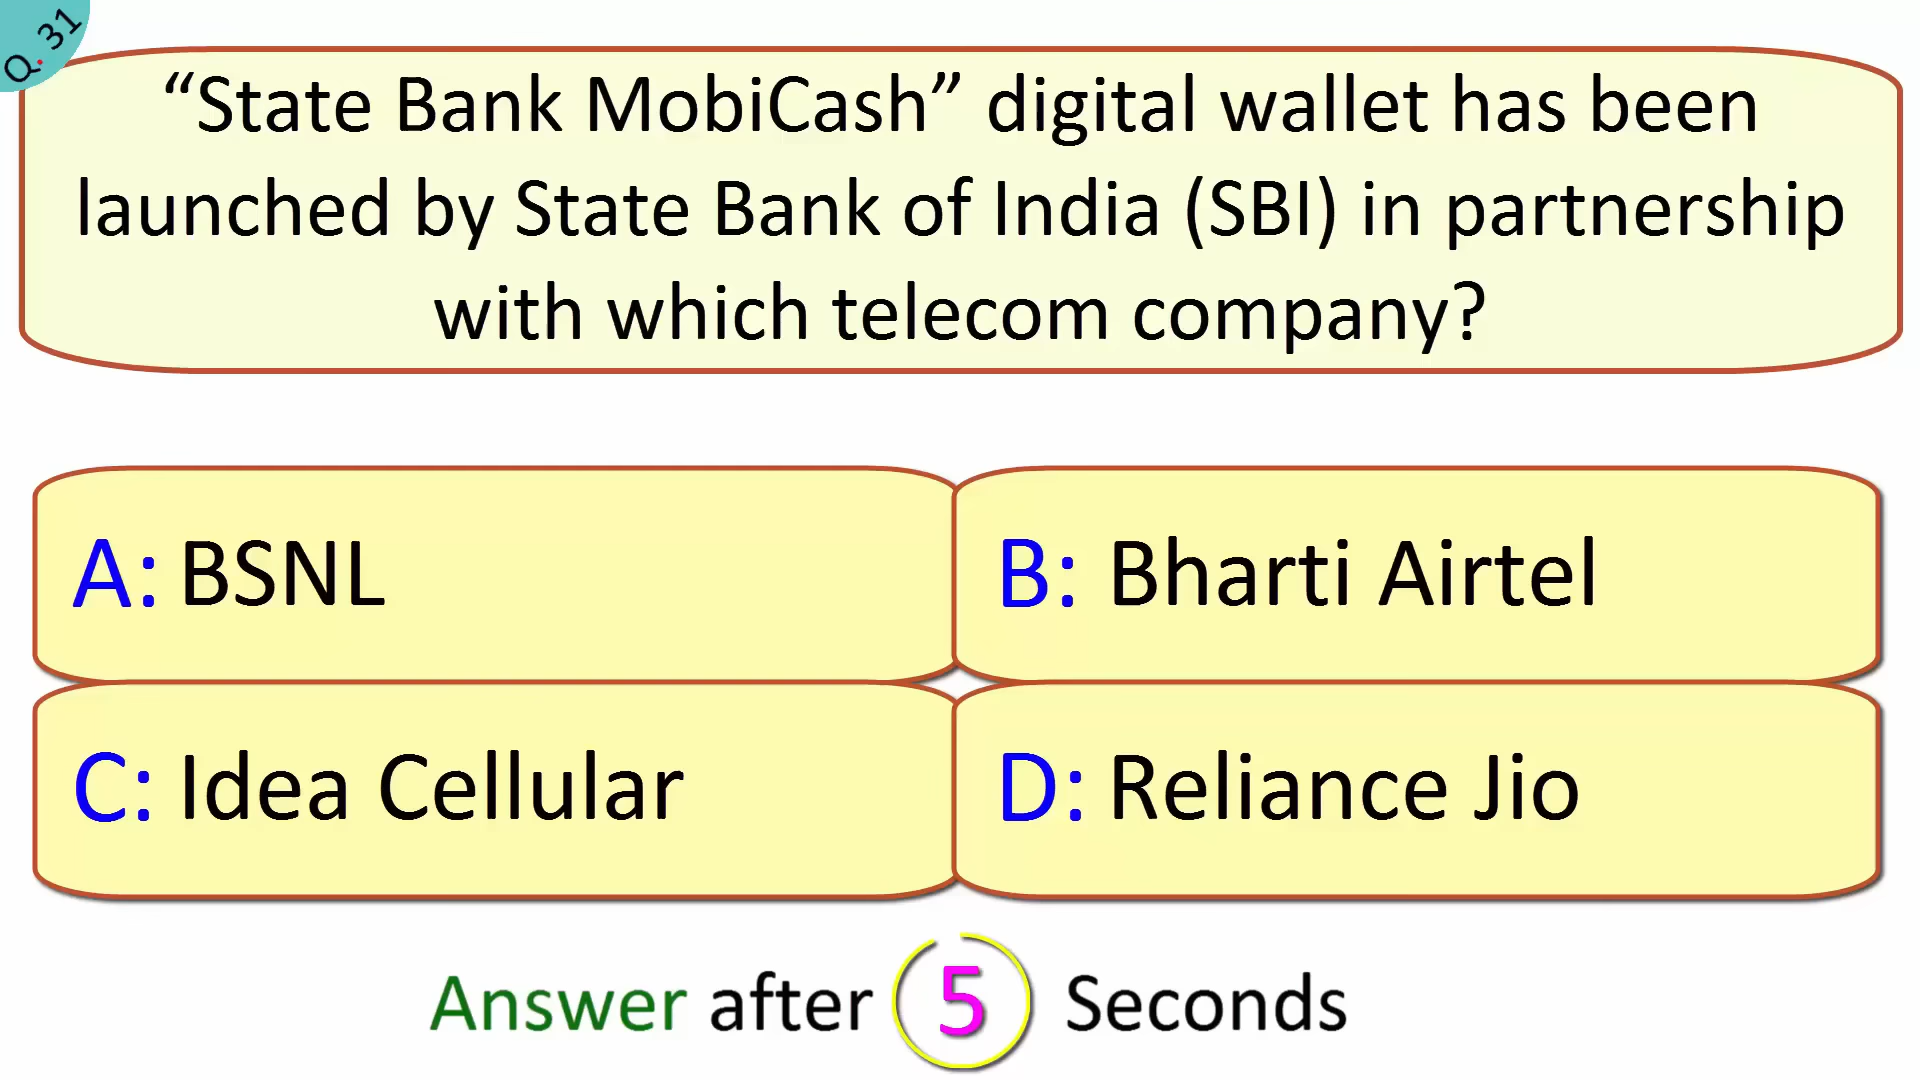 Q. 31
“State Bank MobiCash” digital wallet has been
launched by State Bank of India (SBI) in partnership
with which telecom company?
A: BSNL
B: Bharti Airtel
C: Idea Cellular
D: Reliance Jio
Answer after 5 Seconds